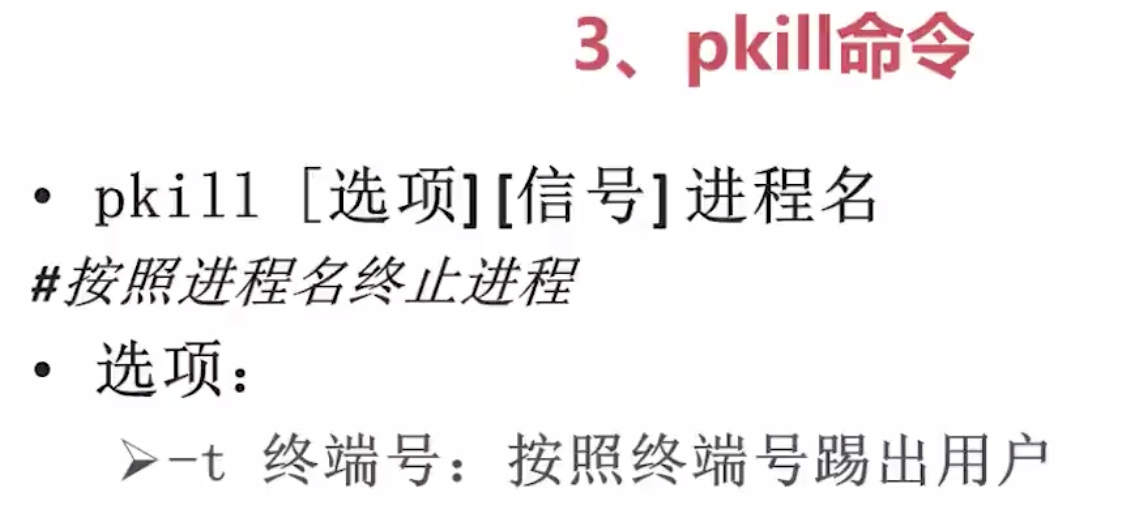 3、pkill命令
• pkill [选项][信号]进程名
#按照进程名终止进程
• 选项：
➢-t 终端号：按照终端号踢出用户